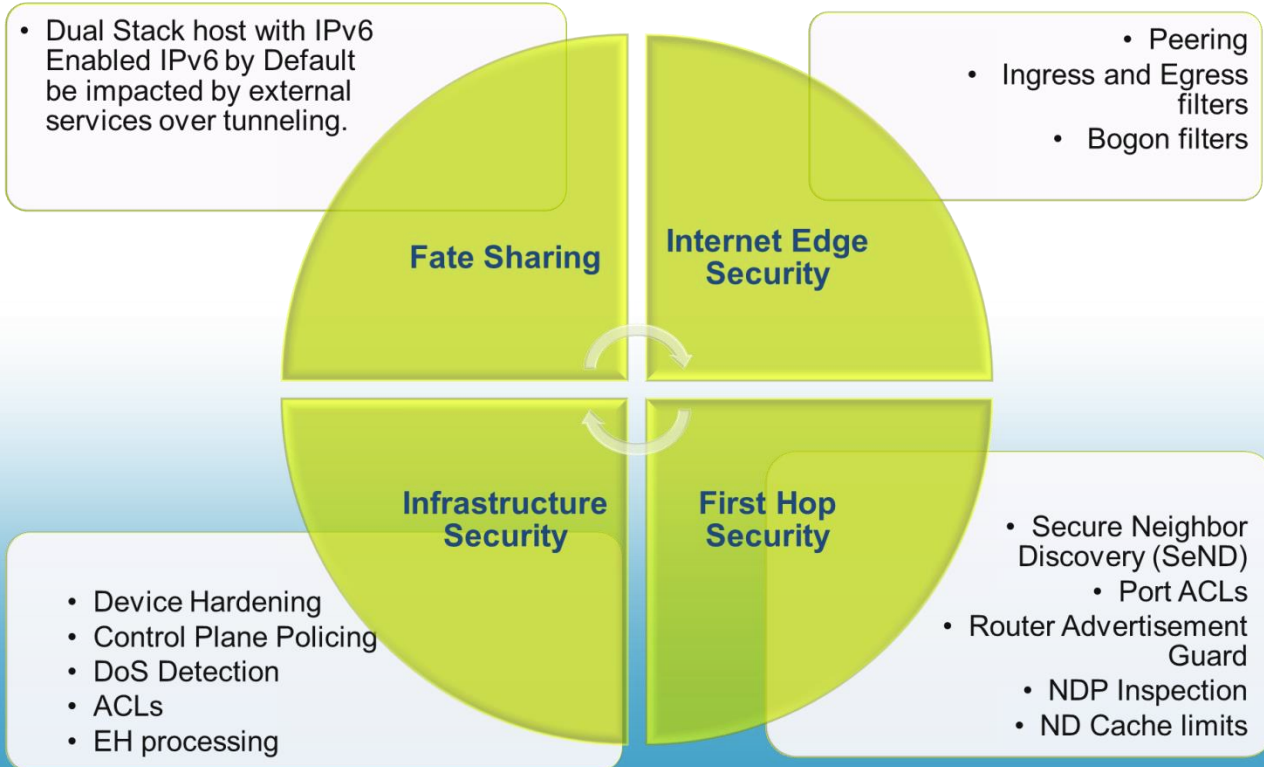 • Dual Stack host with IPv6
Enabled IPv6 by Default
be impacted by external
services over tunneling.
• Peering
• Ingress and Egress
filters
• Bogon filters
Fate Sharing
Internet Edge
Security
Infrastructure
Security
First Hop
Security
• Device Hardening
• Control Plane Policing
• DoS Detection
• ACLs
• EH processing
• Secure Neighbor
Discovery (SeND)
• Port ACLs
• Router Advertisement
Guard
• NDP Inspection
• ND Cache limits